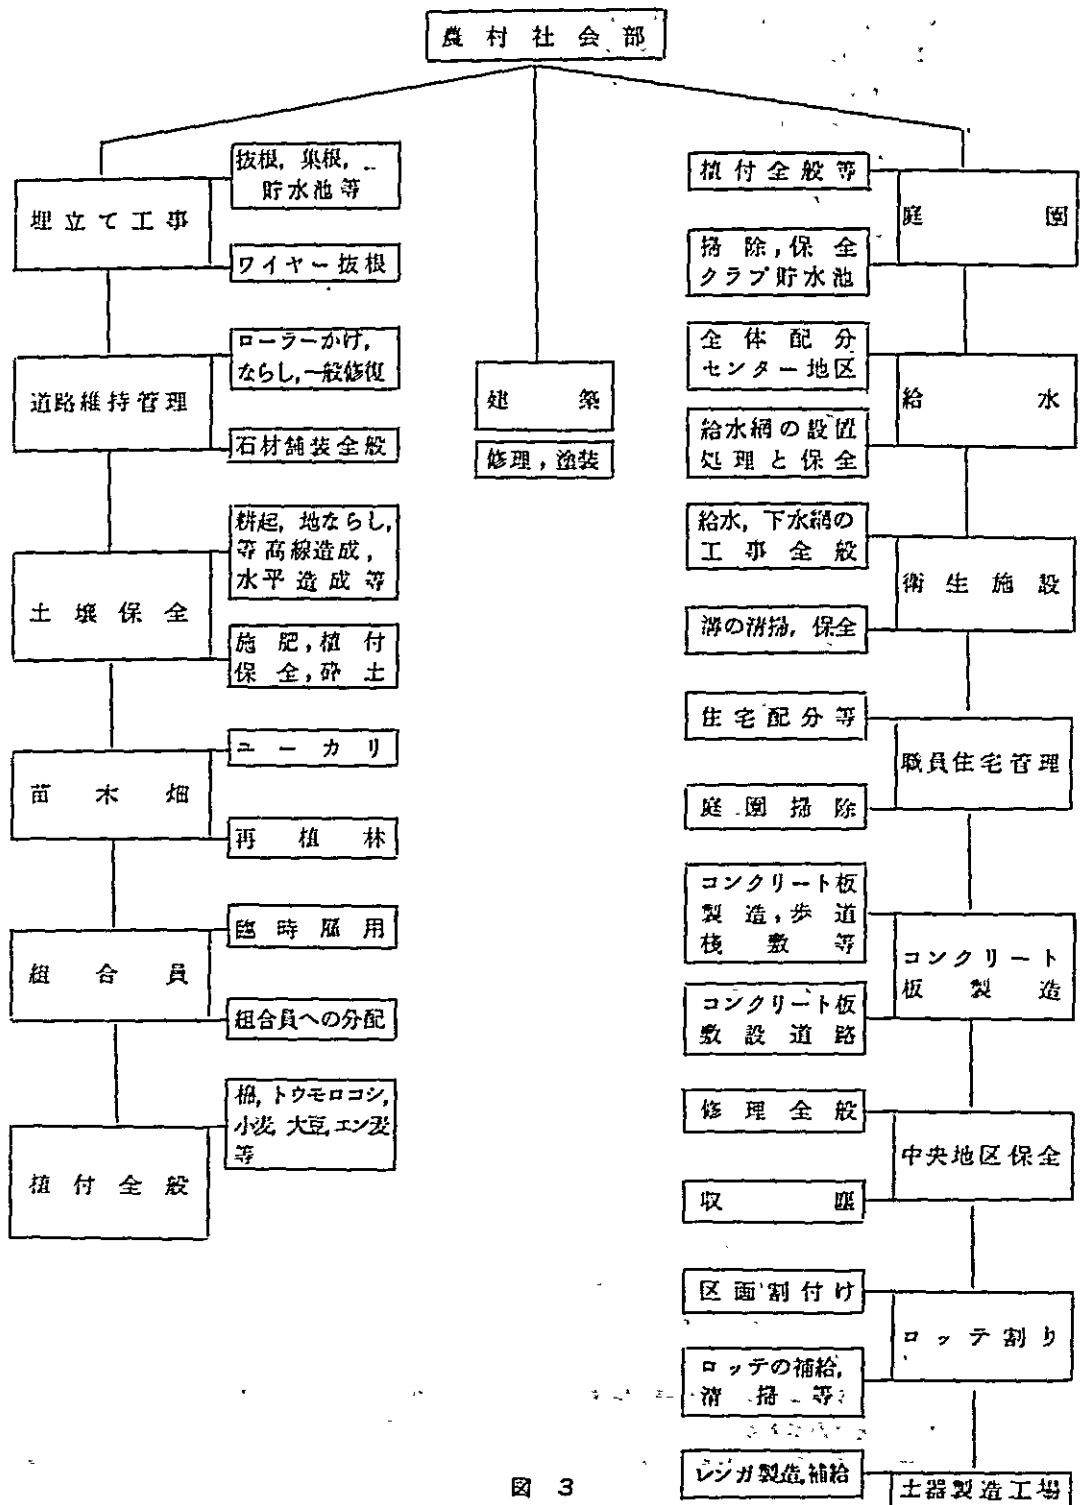 農村社会部
埋立て工事
抜根, 集根,
貯水池等
ワイヤー抜根
道路維持管理
ローラーかけ,
ならし, 一般修復
石材舗装全般
土壌保全
耕起, 地ならし,
等高線造成,
水平造成等
施肥, 植付
保全, 砕土
苗木畑
ユーカリ
再植林
組合員
臨時雇用
組合員への分配
植付全般
棉, トウモロコシ,
小麦, 大豆, エン麦
等
建築
修理, 塗装
植付全般等
庭園
掃除, 保全
クラブ貯水池
全体配分
センター地区
給水
給水網の設置
処理と保全
給水, 下水網の
工事全般
衛生施設
溝の清掃, 保全
住宅配分等
職員住宅管理
庭園掃除
コンクリート板
製造, 歩道
桟敷等
コンクリート
板製造
コンクリート板
敷設道路
修理全般
中央地区保全
収塵
区画割付け
ロッテ割り
ロッテの補給,
清掃等
レンガ製造, 補給
土器製造工場
図 3